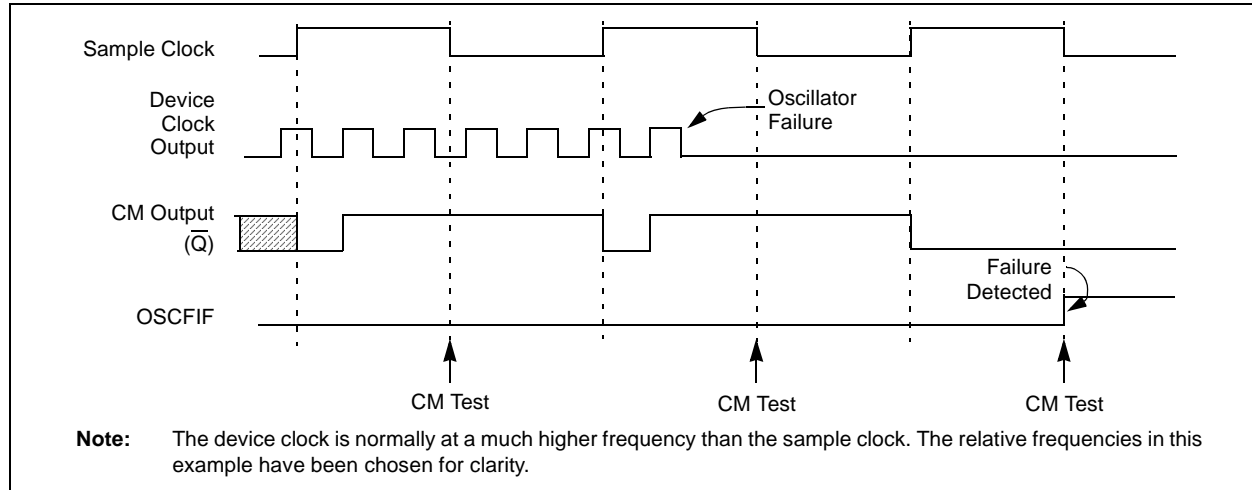 Sample Clock
Device
Clock
Output
Oscillator
Failure
CM Output
(Q̅)
Failure
Detected
OSCFIF
CM Test
CM Test
CM Test
Note: The device clock is normally at a much higher frequency than the sample clock. The relative frequencies in this
example have been chosen for clarity.